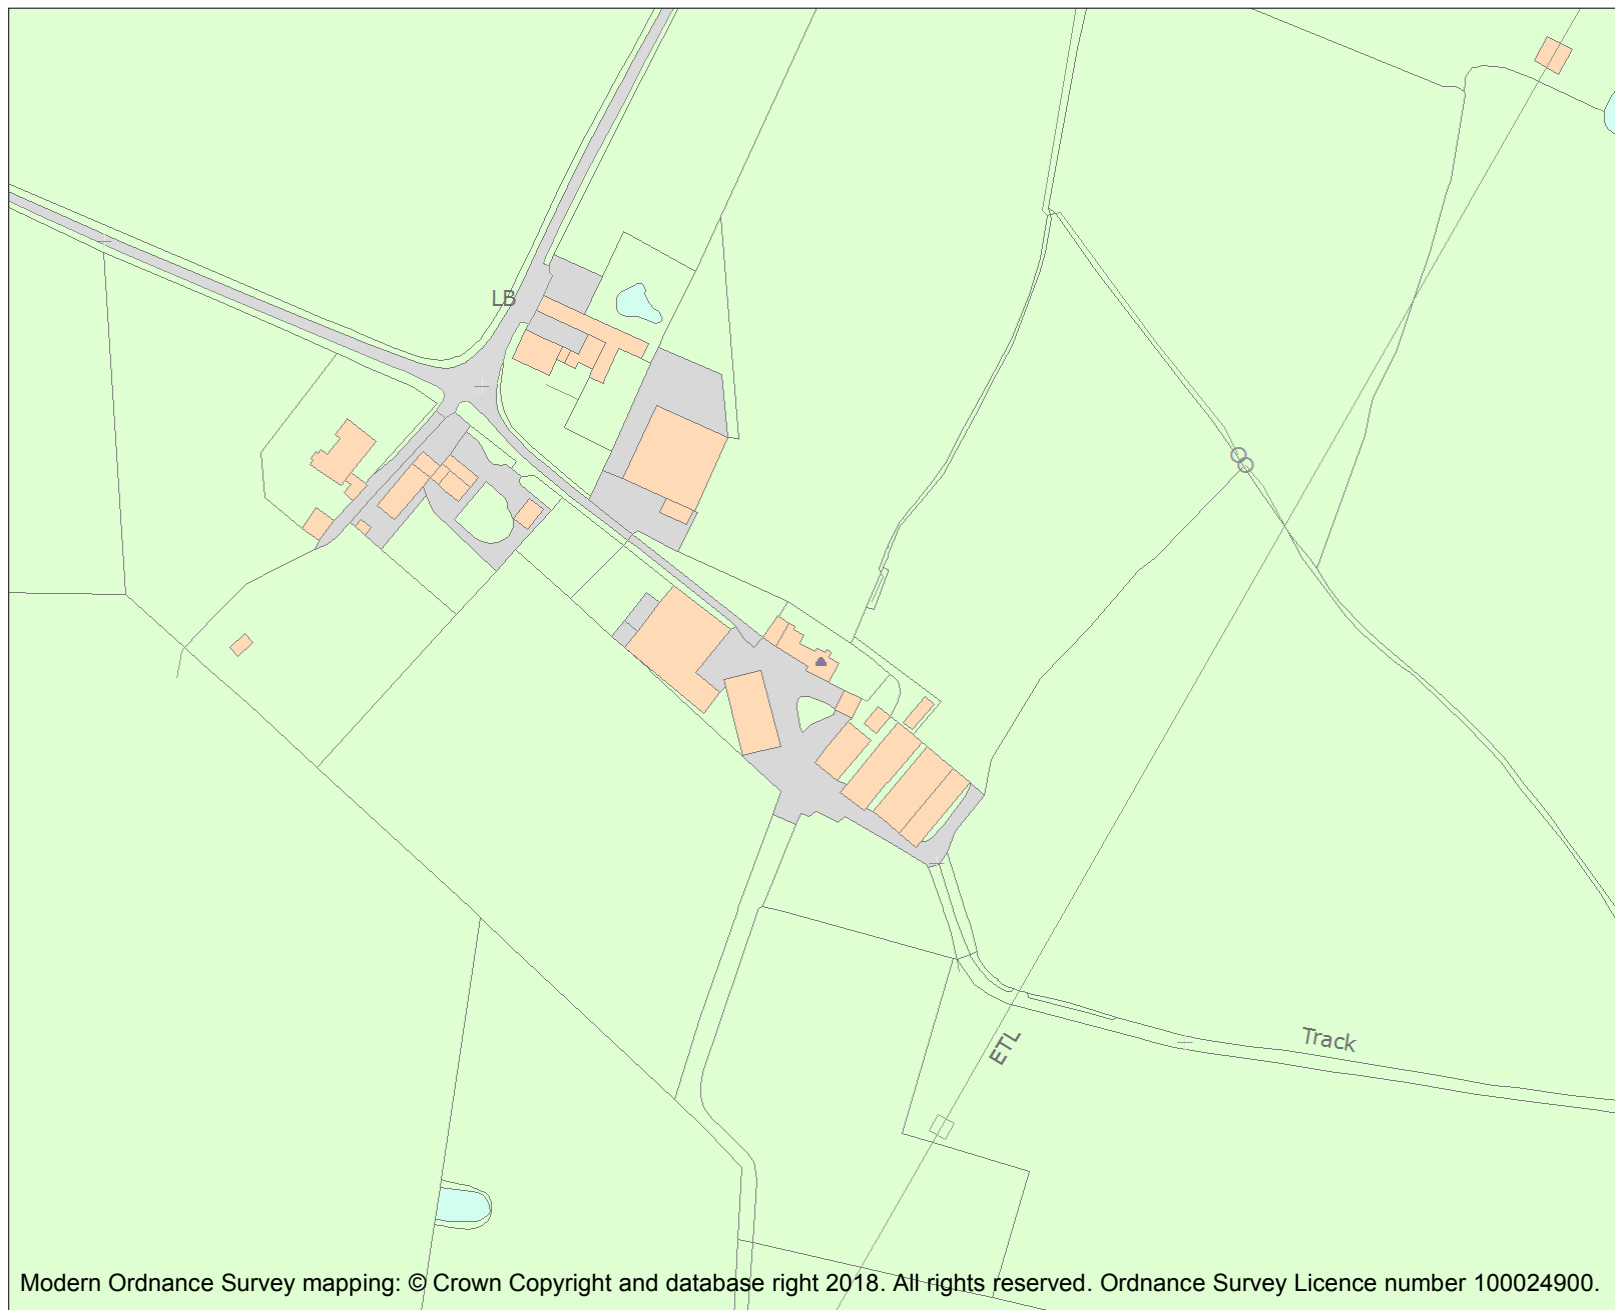 LB
Track
ETL
Modern Ordnance Survey mapping: © Crown Copyright and database right 2018. All rights reserved. Ordnance Survey Licence number 100024900.